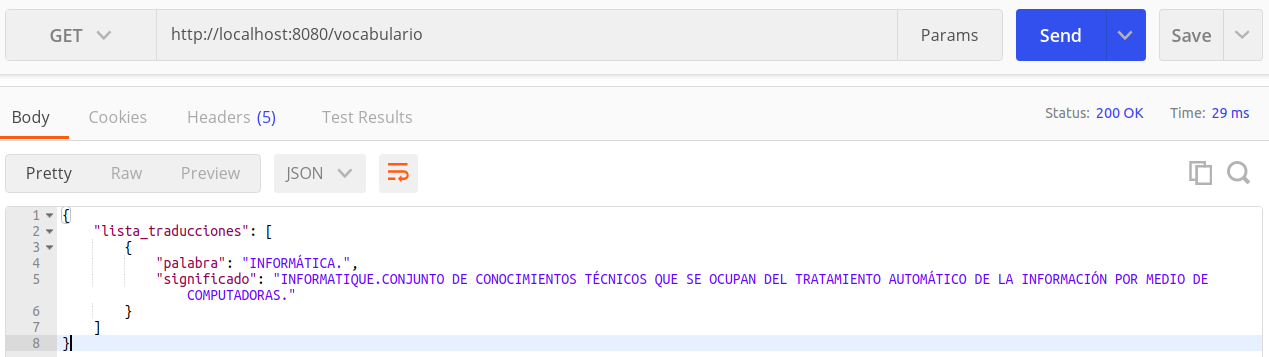 GET http://localhost:8080/vocabulario Params Send Save
Body Cookies Headers (5) Test Results Status: 200 OK Time: 29 ms
Pretty Raw Preview JSON
1 {
2 "lista_traducciones": [
3 {
4 "palabra": "INFORMÁTICA.",
5 "significado": "INFORMATIQUE.CONJUNTO DE CONOCIMIENTOS TÉCNICOS QUE SE OCUPAN DEL TRATAMIENTO AUTOMÁTICO DE LA INFORMACIÓN POR MEDIO DE
COMPUTADORAS."
6 }
7 ]
8 }